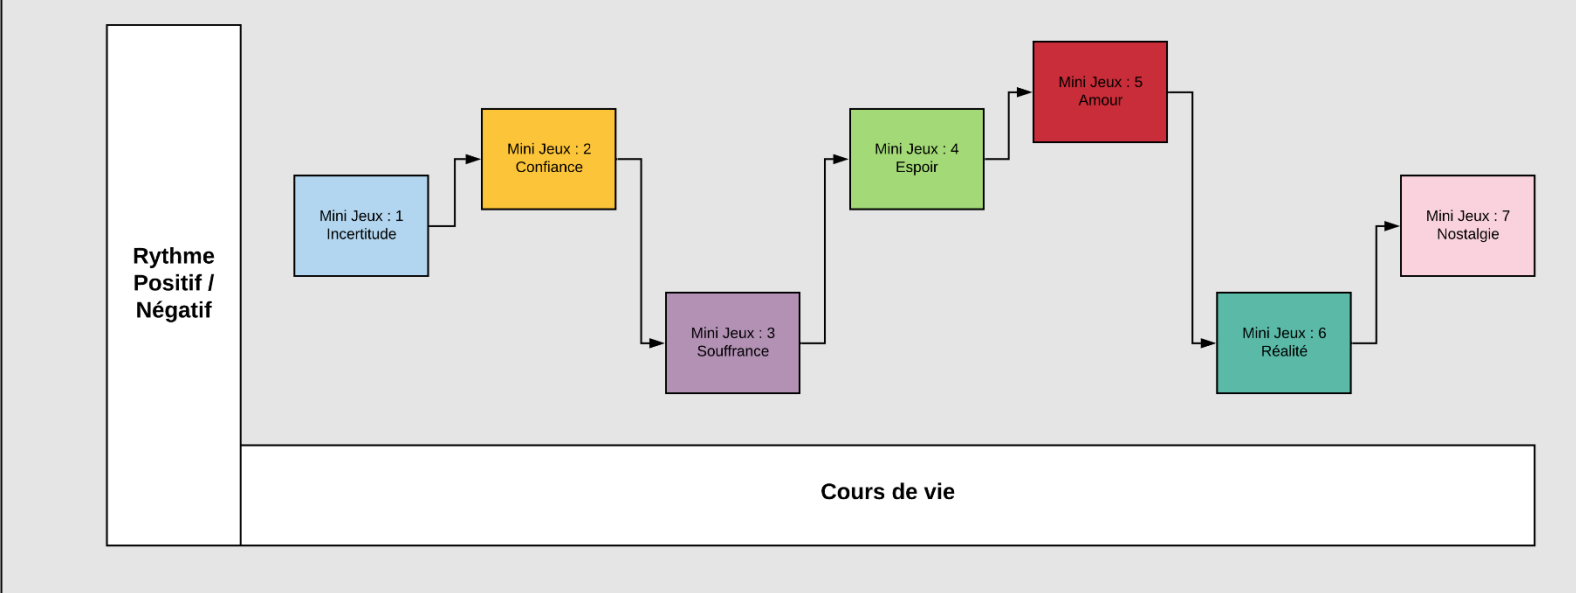 Rythme
Positif /
Négatif
Mini Jeux : 1
Incertitude
Mini Jeux : 2
Confiance
Mini Jeux : 3
Souffrance
Mini Jeux : 4
Espoir
Mini Jeux : 5
Amour
Mini Jeux : 6
Réalité
Mini Jeux : 7
Nostalgie
Cours de vie